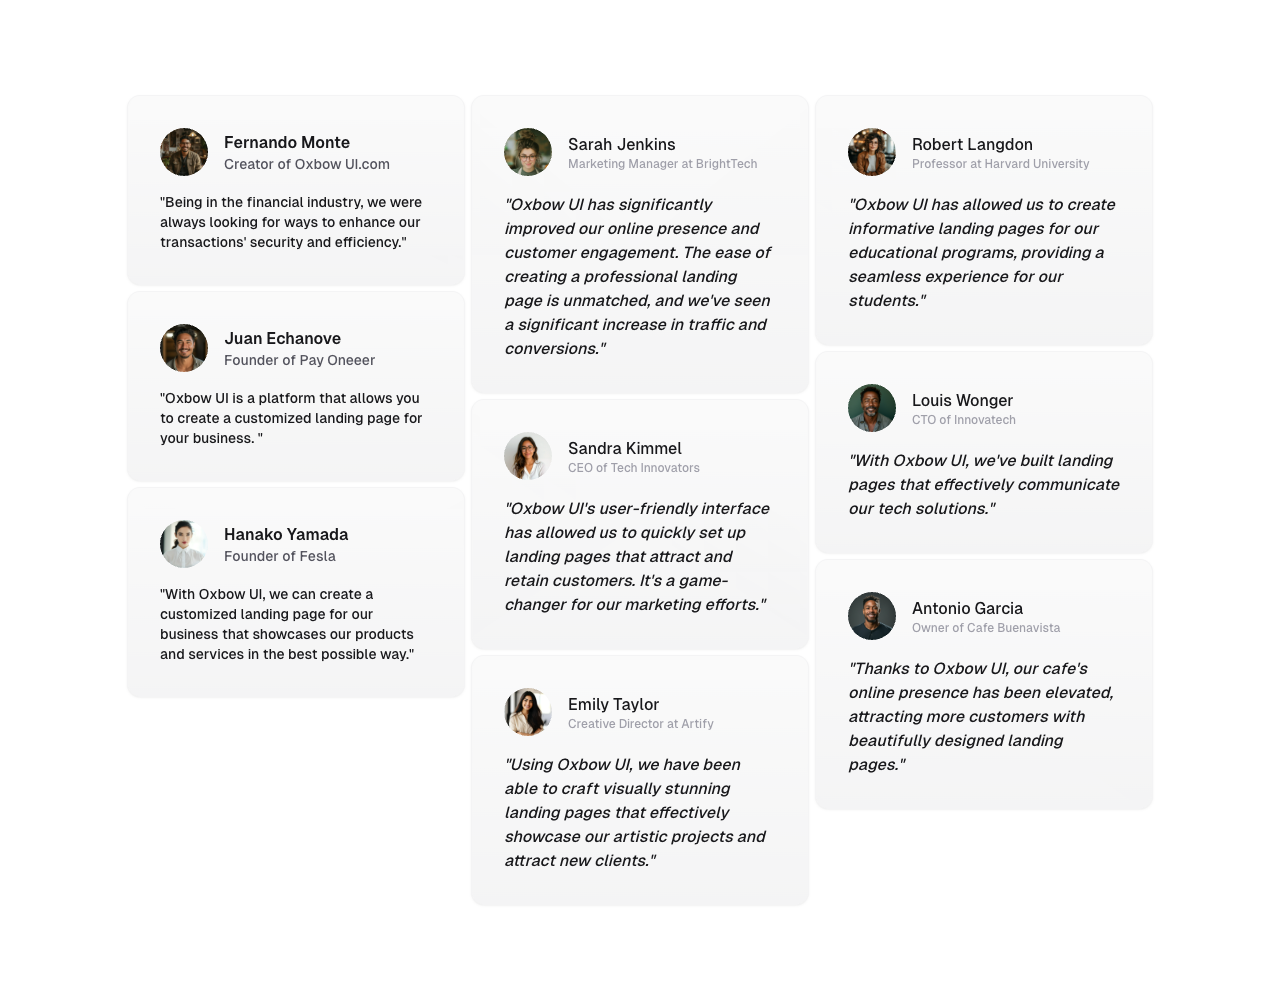 Fernando Monte
Creator of Oxbow UI.com
"Being in the financial industry, we were
always looking for ways to enhance our
transactions' security and efficiency."
Juan Echanove
Founder of Pay Oneeer
"Oxbow UI is a platform that allows you
to create a customized landing page for
your business. "
Hanako Yamada
Founder of Fesla
"With Oxbow UI, we can create a
customized landing page for our
business that showcases our products
and services in the best possible way."
Sarah Jenkins
Marketing Manager at BrightTech
"Oxbow UI has significantly
improved our online presence and
customer engagement. The ease of
creating a professional landing
page is unmatched, and we've seen
a significant increase in traffic and
conversions."
Sandra Kimmel
CEO of Tech Innovators
"Oxbow UI's user-friendly interface
has allowed us to quickly set up
landing pages that attract and
retain customers. It's a game-
changer for our marketing efforts."
Emily Taylor
Creative Director at Artify
"Using Oxbow UI, we have been
able to craft visually stunning
landing pages that effectively
showcase our artistic projects and
attract new clients."
Robert Langdon
Professor at Harvard University
"Oxbow UI has allowed us to create
informative landing pages for our
educational programs, providing a
seamless experience for our
students."
Louis Wonger
CTO of Innovatech
"With Oxbow UI, we've built landing
pages that effectively communicate
our tech solutions."
Antonio Garcia
Owner of Cafe Buenavista
"Thanks to Oxbow UI, our cafe's
online presence has been elevated,
attracting more customers with
beautifully designed landing
pages."